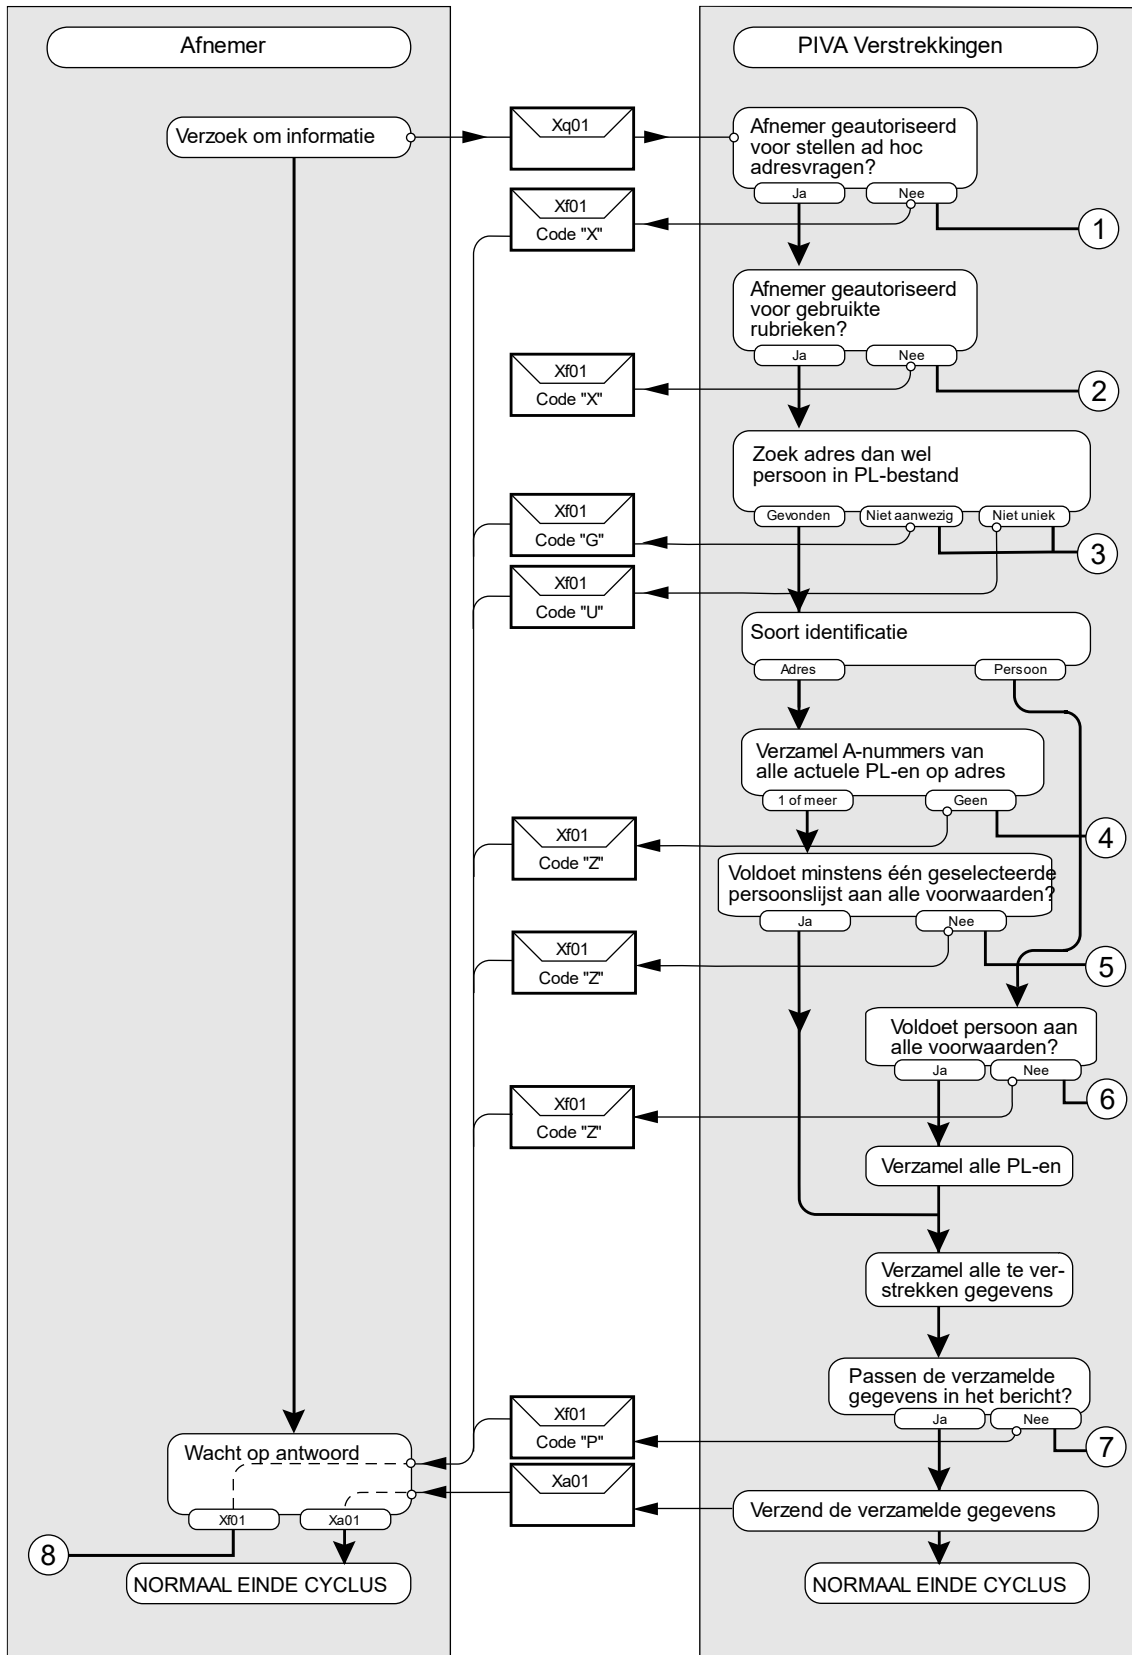 Afnemer
PIVA Verstrekkingen
Verzoek om informatie
Xq01
Afnemer geautoriseerd
voor stellen ad hoc
adresvragen?
Ja
Nee
Xf01
Code "X"
1
Afnemer geautoriseerd
voor gebruikte
rubrieken?
Ja
Nee
Xf01
Code "X"
2
Zoek adres dan wel
persoon in PL-bestand
Gevonden
Niet aanwezig
Niet uniek
Xf01
Code "G"
3
Xf01
Code "U"
Soort identificatie
Adres
Persoon
Verzamel A-nummers van
alle actuele PL-en op adres
1 of meer
Geen
Xf01
Code "Z"
4
Voldoet minstens één geselecteerde
persoonslijst aan alle voorwaarden?
Ja
Nee
Xf01
Code "Z"
5
Voldoet persoon aan
alle voorwaarden?
Ja
Nee
Xf01
Code "Z"
6
Verzamel alle PL-en
Verzamel alle te ver-
strekken gegevens
Passen de verzamelde
gegevens in het bericht?
Ja
Nee
Xf01
Code "P"
7
Wacht op antwoord
Xf01
Xa01
Xa01
Verzend de verzamelde gegevens
8
NORMAAL EINDE CYCLUS
NORMAAL EINDE CYCLUS